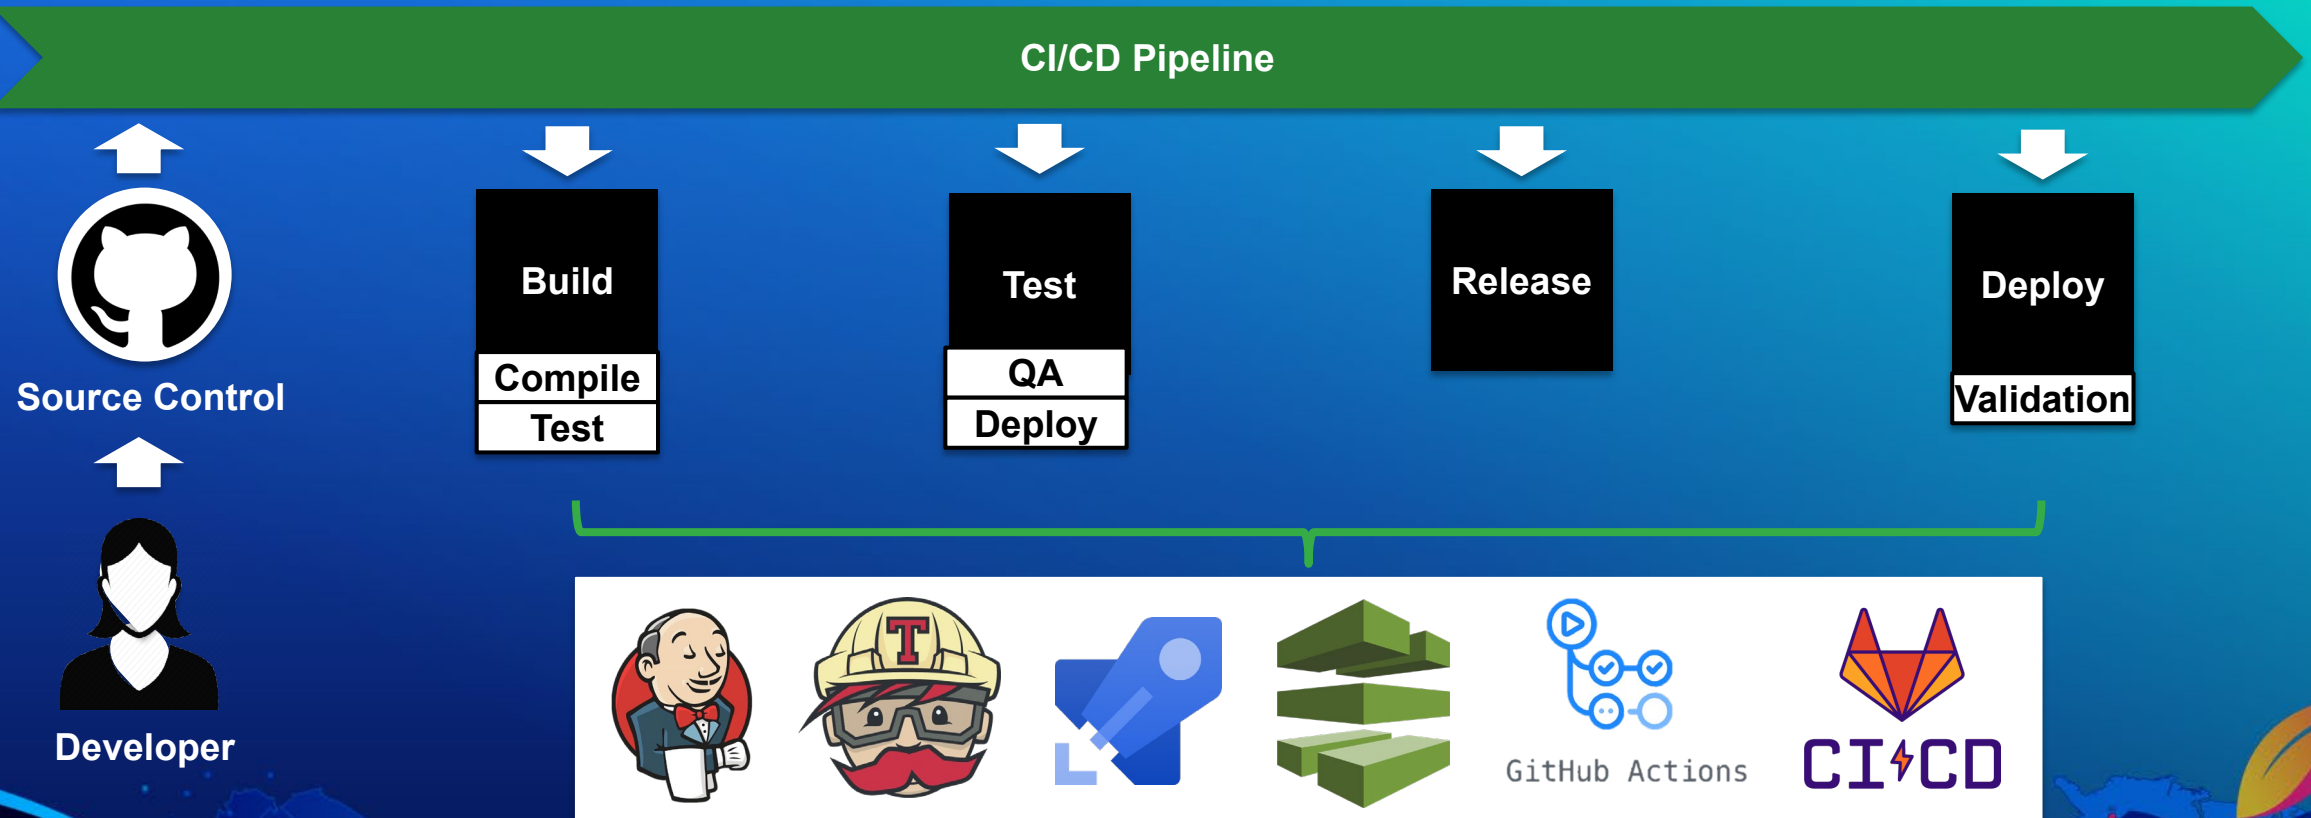 CI/CD Pipeline
Source Control
Developer
Build
Compile
Test
Test
QA
Deploy
Release
Deploy
Validation
T
GitHub Actions
CI CD